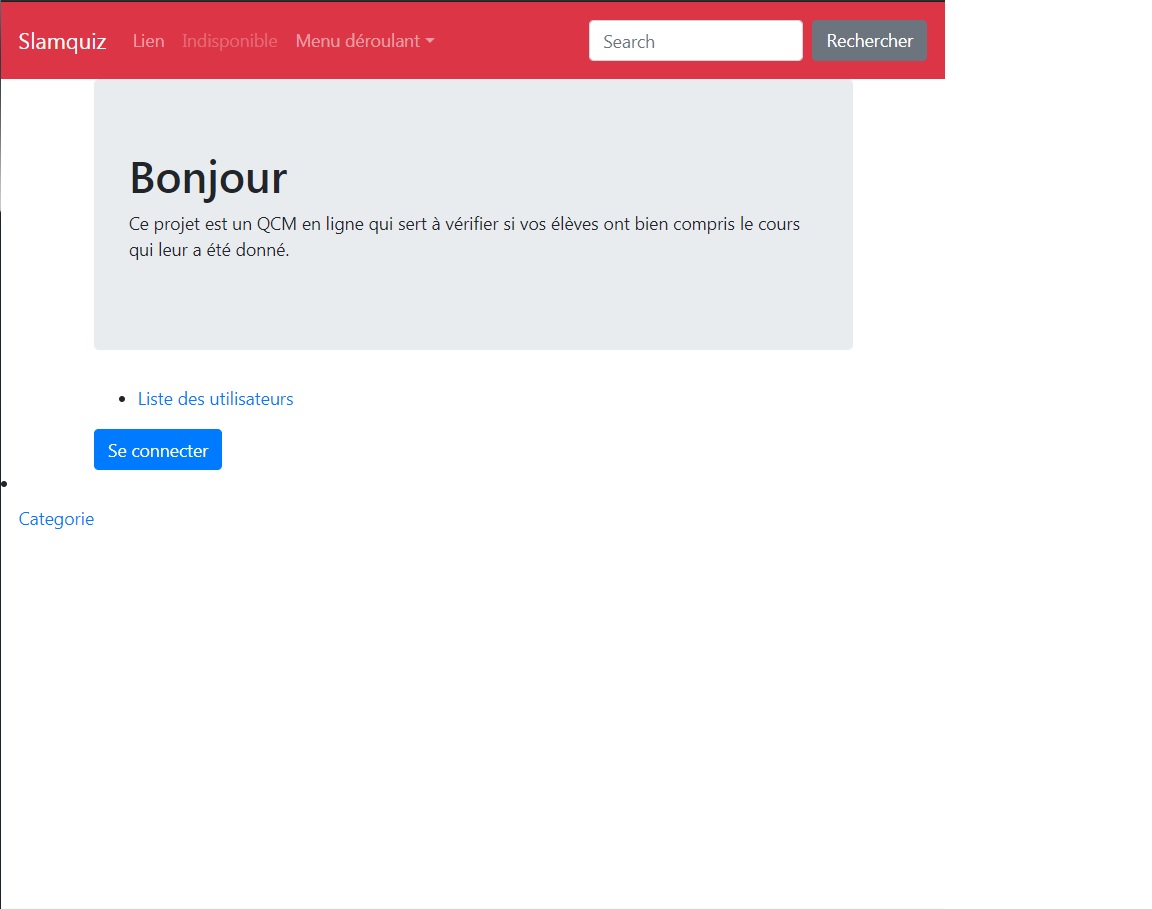 Slamquiz Lien Indisponible Menu déroulant Search Rechercher
Bonjour
Ce projet est un QCM en ligne qui sert à vérifier si vos élèves ont bien compris le cours
qui leur a été donné.
Liste des utilisateurs
Se connecter
Categorie